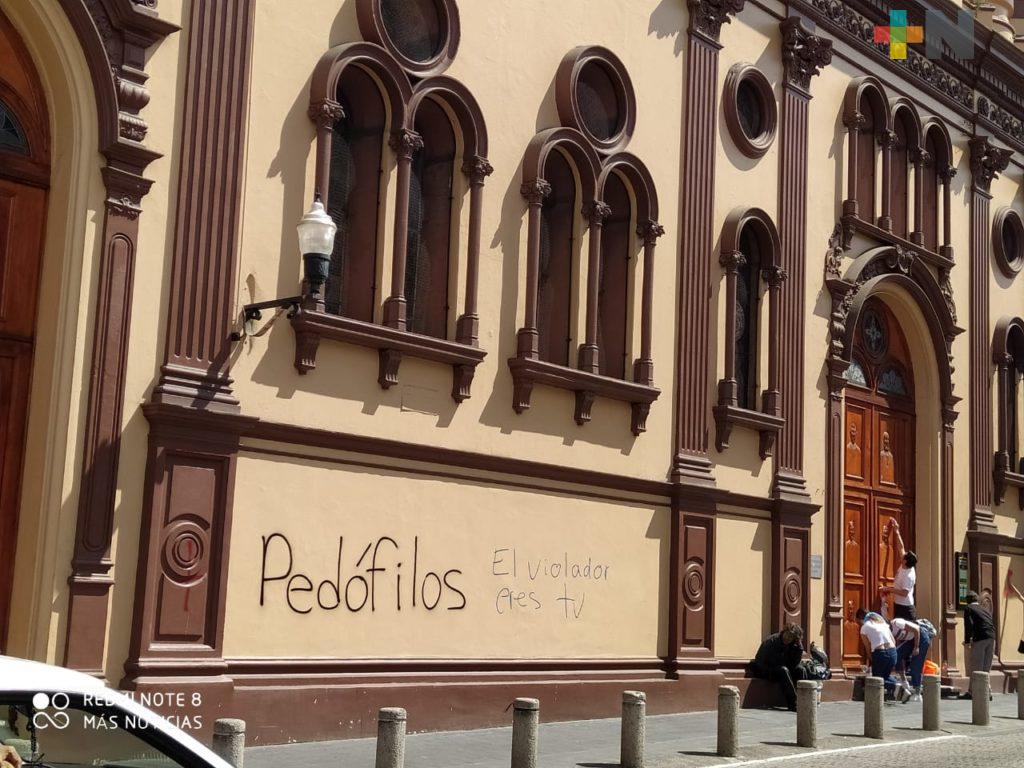 Pedófilos
El violador
eres tu
REDMI NOTE 8
MÁS NOTICIAS